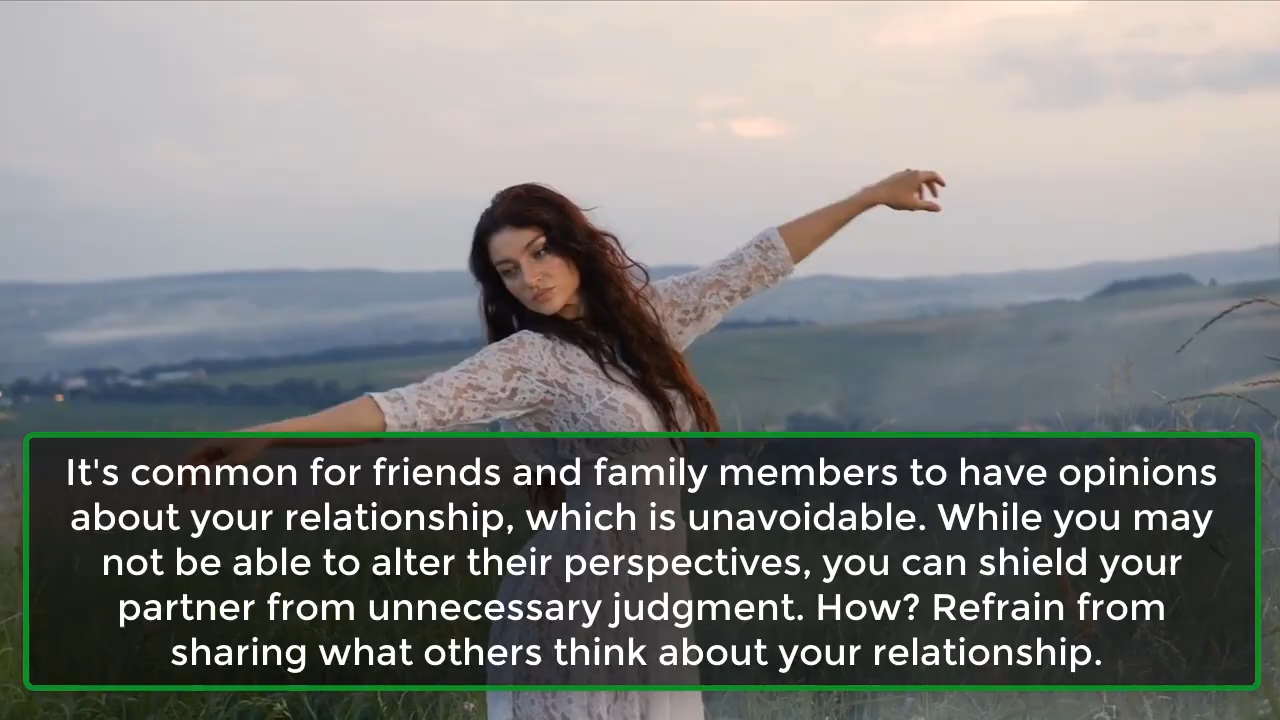 It's common for friends and family members to have opinions
about your relationship, which is unavoidable. While you may
not be able to alter their perspectives, you can shield your
partner from unnecessary judgment. How? Refrain from
sharing what others think about your relationship.